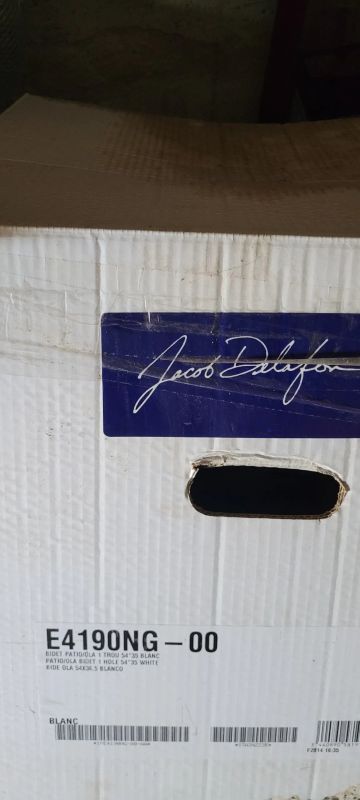 Jacob Delafon
E4190NG-00
BIDET PATIO/OLA 1 TROU 54*35 BLANC
PATIO/OLA BIDET 1 HOLE 54*35 WHITE
BIDE OLA 54X36.5 BLANCO
BLANC